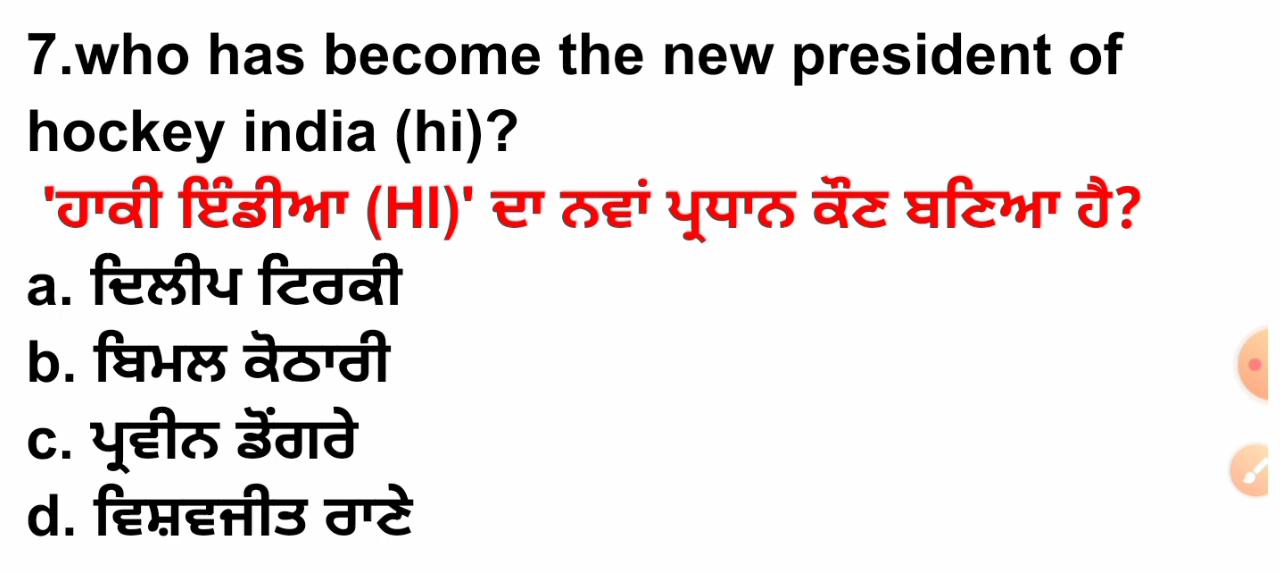 7.who has become the new president of
hockey india (hi)?
'ਹਾਕੀ ਇੰਡੀਆ (HI)' ਦਾ ਨਵਾਂ ਪ੍ਰਧਾਨ ਕੌਣ ਬਣਿਆ ਹੈ?
a. ਦਿਲੀਪ ਟਿਰਕੀ
b. ਬਿਮਲ ਕੋਠਾਰੀ
c. ਪ੍ਰਵੀਨ ਡੋਂਗਰੇ
d. ਵਿਸ਼ਵਜੀਤ ਰਾਣੇ